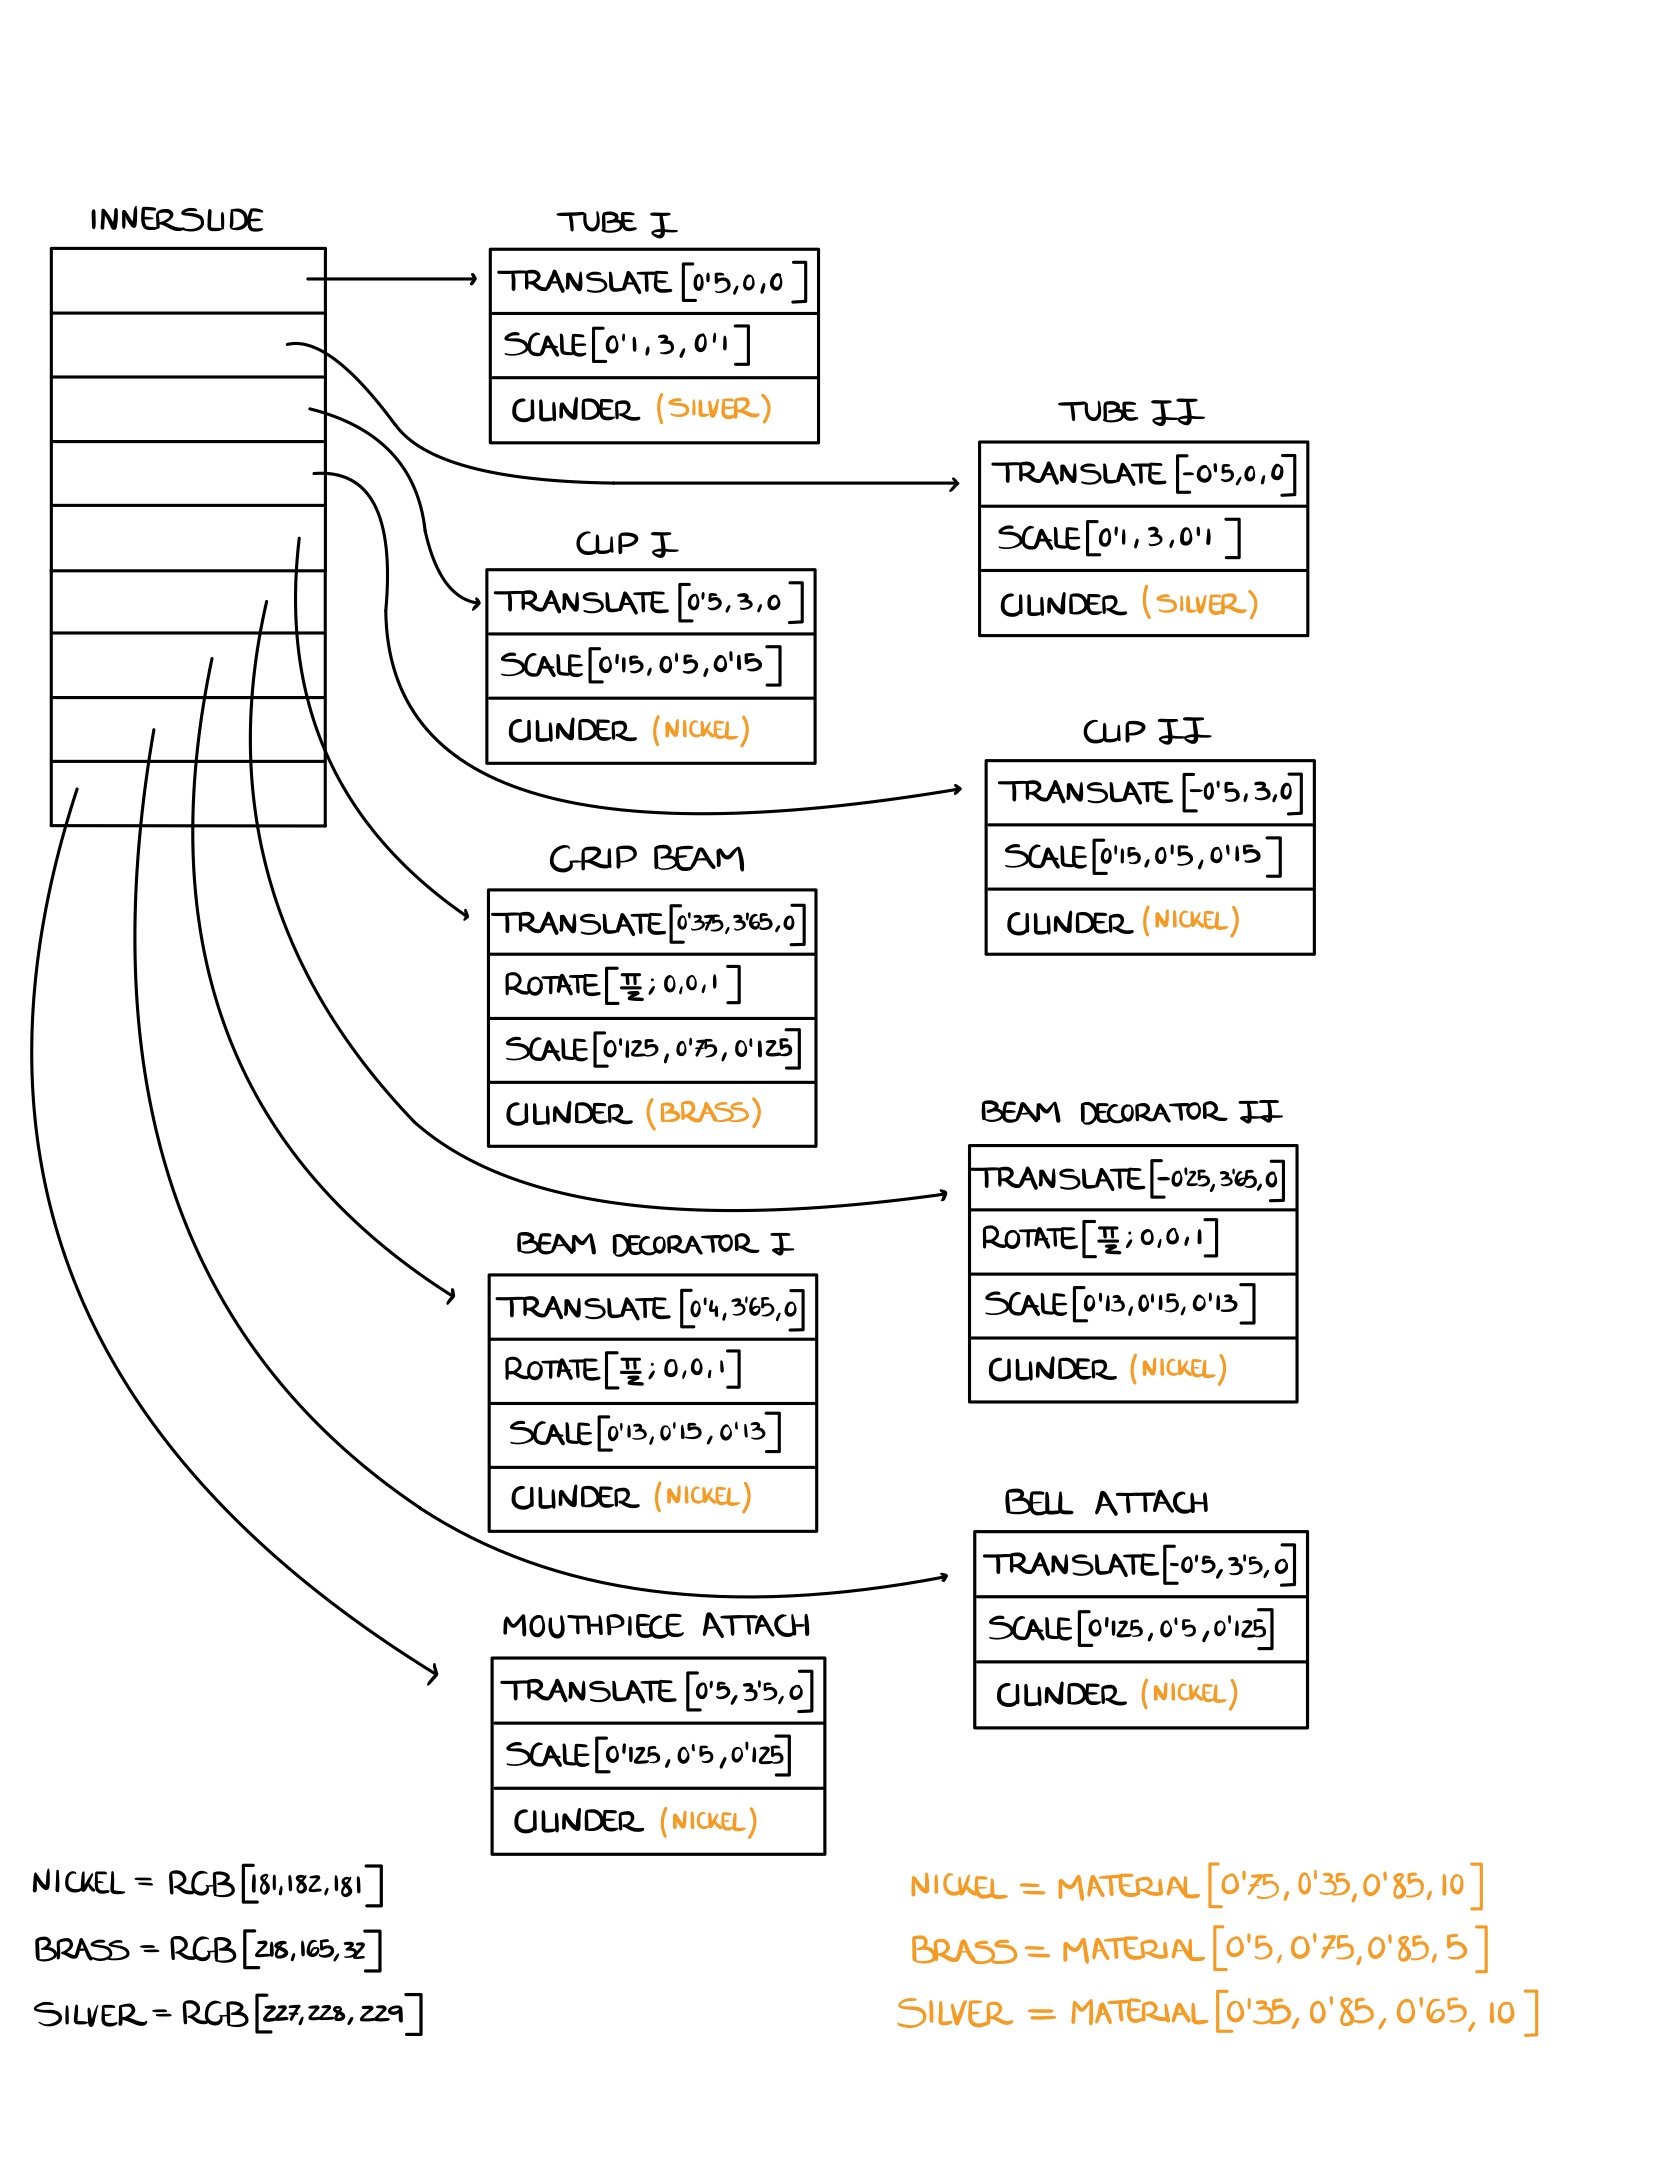 INNERSLIDE
TUBE I
TRANSLATE [0'5,0,0]
SCALE [0'1, 3, 0'1]
CILINDER (SILVER)
TUBE II
TRANSLATE [-0'5,0,0]
SCALE [0'1, 3, 0'1]
CILINDER (SILVER)
CLIP I
TRANSLATE [0'5, 3, 0]
SCALE [0'15, 0'5, 0'15]
CILINDER (NICKEL)
CLIP II
TRANSLATE [-0'5, 3, 0]
SCALE [0'15, 0'5, 0'15]
CILINDER (NICKEL)
GRIP BEAM
TRANSLATE [0'375, 3'65, 0]
ROTATE [π/2 ; 0,0,1]
SCALE [0'125, 0'75, 0'125]
CILINDER (BRASS)
BEAM DECORATOR II
TRANSLATE [-0'25, 3'65, 0]
ROTATE [π/2 ; 0,0,1]
SCALE [0'13, 0'15, 0'13]
CILINDER (NICKEL)
BEAM DECORATOR I
TRANSLATE [0'4, 3'65, 0]
ROTATE [π/2 ; 0,0,1]
SCALE [0'13, 0'15, 0'13]
CILINDER (NICKEL)
BELL ATTACH
TRANSLATE [-0'5, 3'5, 0]
SCALE [0'125, 0'5, 0'125]
CILINDER (NICKEL)
MOUTHPIECE ATTACH
TRANSLATE [0'5, 3'5, 0]
SCALE [0'125, 0'5, 0'125]
CILINDER (NICKEL)
NICKEL = RGB [181, 182, 181]
BRASS = RGB [218, 165, 32]
SILVER = RGB [227, 228, 229]
NICKEL = MATERIAL [0'75, 0'35, 0'85, 10]
BRASS = MATERIAL [0'5, 0'75, 0'85, 5]
SILVER = MATERIAL [0'35, 0'85, 0'65, 10]